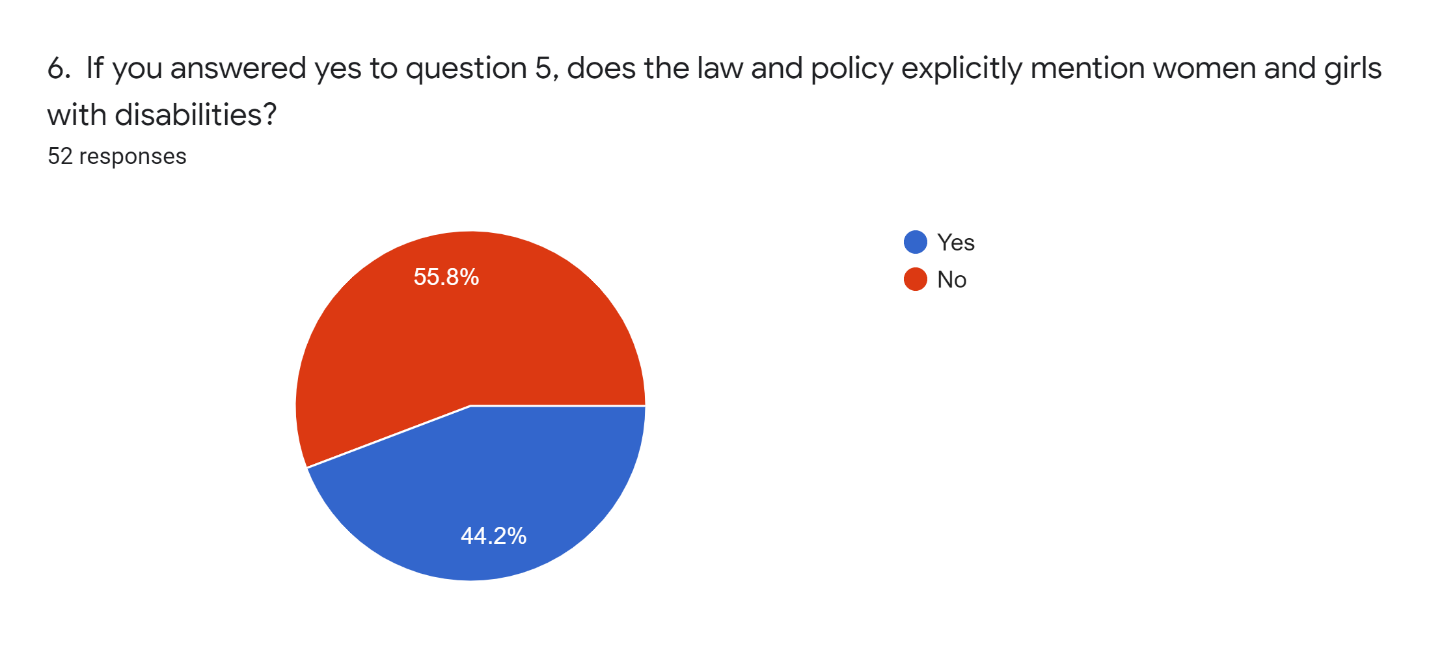 6. If you answered yes to question 5, does the law and policy explicitly mention women and girls
with disabilities?
52 responses
Yes
No
55.8%
44.2%